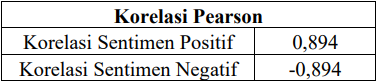 Korelasi Pearson
Korelasi Sentimen Positif 0,894
Korelasi Sentimen Negatif -0,894